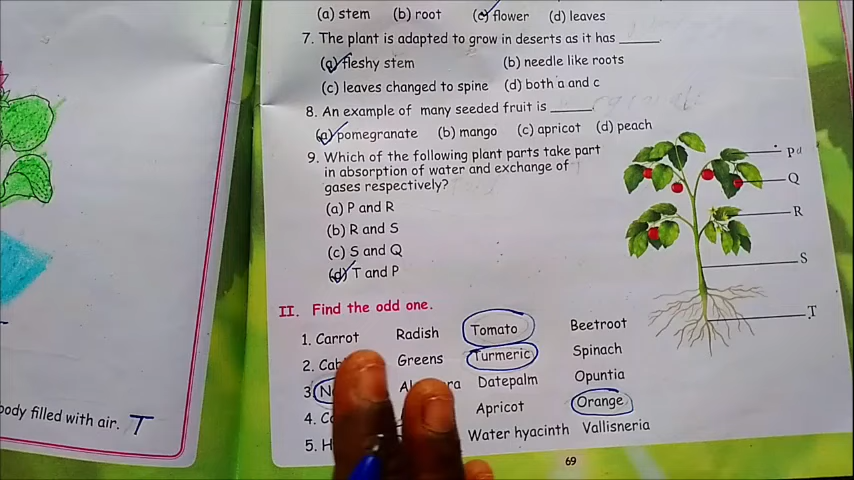 (a) stem (b) root (c) flower (d) leaves
7. The plant is adapted to grow in deserts as it has ______.
(a) fleshy stem (b) needle like roots
(c) leaves changed to spine (d) both a and c
8. An example of many seeded fruit is ______.
(a) pomegranate (b) mango (c) apricot (d) peach
9. Which of the following plant parts take part
in absorption of water and exchange of
gases respectively?
(a) P and R
(b) R and S
(c) S and Q
(d) T and P
P
Q
R
S
T
II. Find the odd one.
1. Carrot Radish Tomato Beetroot
2. Greens Turmeric Spinach
3 Datepalm Opuntia
4. Apricot Orange
5. Water hyacinth Vallisneria
body filled with air. T
69